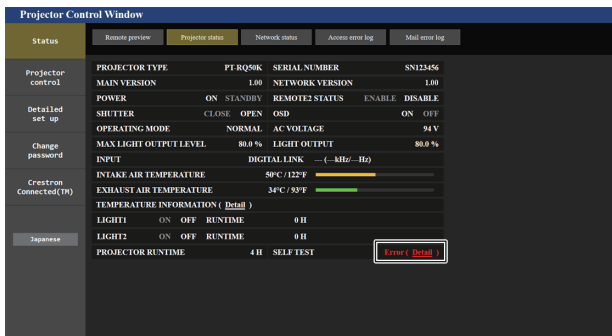 Projector Control Window
Status
Remote preview
Projector status
Network status
Access error log
Mail error log
Projector control
Detailed set up
Change password
Crestron Connected(TM)
Japanese
PROJECTOR TYPE PT-RQ50K SERIAL NUMBER SN123456
MAIN VERSION 1.00 NETWORK VERSION 1.00
POWER ON STANDBY REMOTE2 STATUS ENABLE DISABLE
SHUTTER CLOSE OPEN OSD ON OFF
OPERATING MODE NORMAL AC VOLTAGE 94 V
MAX LIGHT OUTPUT LEVEL 80.0 % LIGHT OUTPUT 80.0 %
INPUT DIGITAL LINK — (—kHz/—Hz)
INTAKE AIR TEMPERATURE 50°C / 122°F
EXHAUST AIR TEMPERATURE 34°C / 93°F
TEMPERATURE INFORMATION ( Detail )
LIGHT1 ON OFF RUNTIME 0 H
LIGHT2 ON OFF RUNTIME 0 H
PROJECTOR RUNTIME 4 H SELF TEST Error ( Detail )